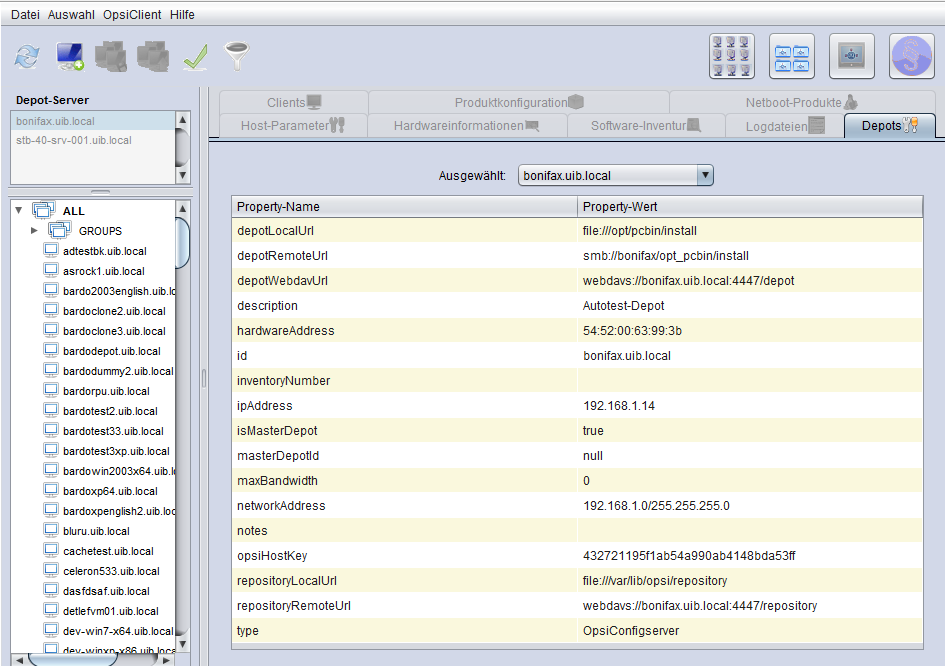 Datei Auswahl OpsiClient Hilfe
Depot-Server
bonifax.uib.local
stb-40-srv-001.uib.local
ALL
GROUPS
adtestbk.uib.local
asrock1.uib.local
bardo2003english.uib.lo
bardoclone2.uib.local
bardoclone3.uib.local
bardodepot.uib.local
bardodummy2.uib.local
bardorpu.uib.local
bardotest2.uib.local
bardotest33.uib.local
bardotest3xp.uib.local
bardowin2003x64.uib.lo
bardoxp64.uib.local
bardoxpenglish2.uib.loc
bluru.uib.local
cachetest.uib.local
celeron533.uib.local
dasfdsaf.uib.local
detlefvm01.uib.local
dev-win7-x64.uib.local
dev-winxp-x86.uib.loca
Clients Produktkonfiguration Netboot-Produkte
Host-Parameter Hardwareinformationen Software-Inventur Logdateien Depots
Ausgewählt: bonifax.uib.local
Property-Name Property-Wert
depotLocalUrl file:///opt/pcbin/install
depotRemoteUrl smb://bonifax/opt_pcbin/install
depotWebdavUrl webdavs://bonifax.uib.local:4447/depot
description Autotest-Depot
hardwareAddress 54:52:00:63:99:3b
id bonifax.uib.local
inventoryNumber
ipAddress 192.168.1.14
isMasterDepot true
masterDepotId null
maxBandwidth 0
networkAddress 192.168.1.0/255.255.255.0
notes
opsiHostKey 432721195f1ab54a990ab4148bda53ff
repositoryLocalUrl file:///var/lib/opsi/repository
repositoryRemoteUrl webdavs://bonifax.uib.local:4447/repository
type OpsiConfigserver